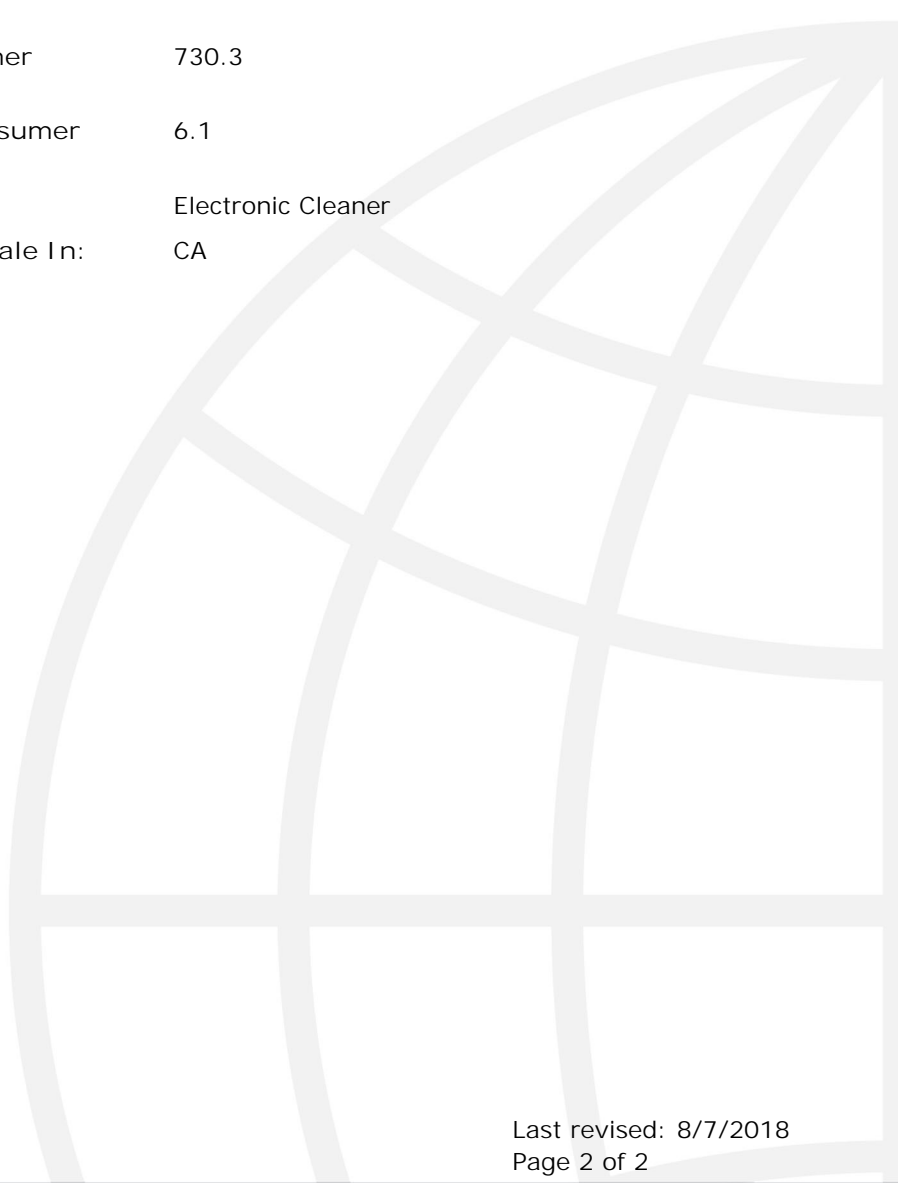 ner 730.3
sumer 6.1
Electronic Cleaner
ale In: CA
Last revised: 8/7/2018
Page 2 of 2